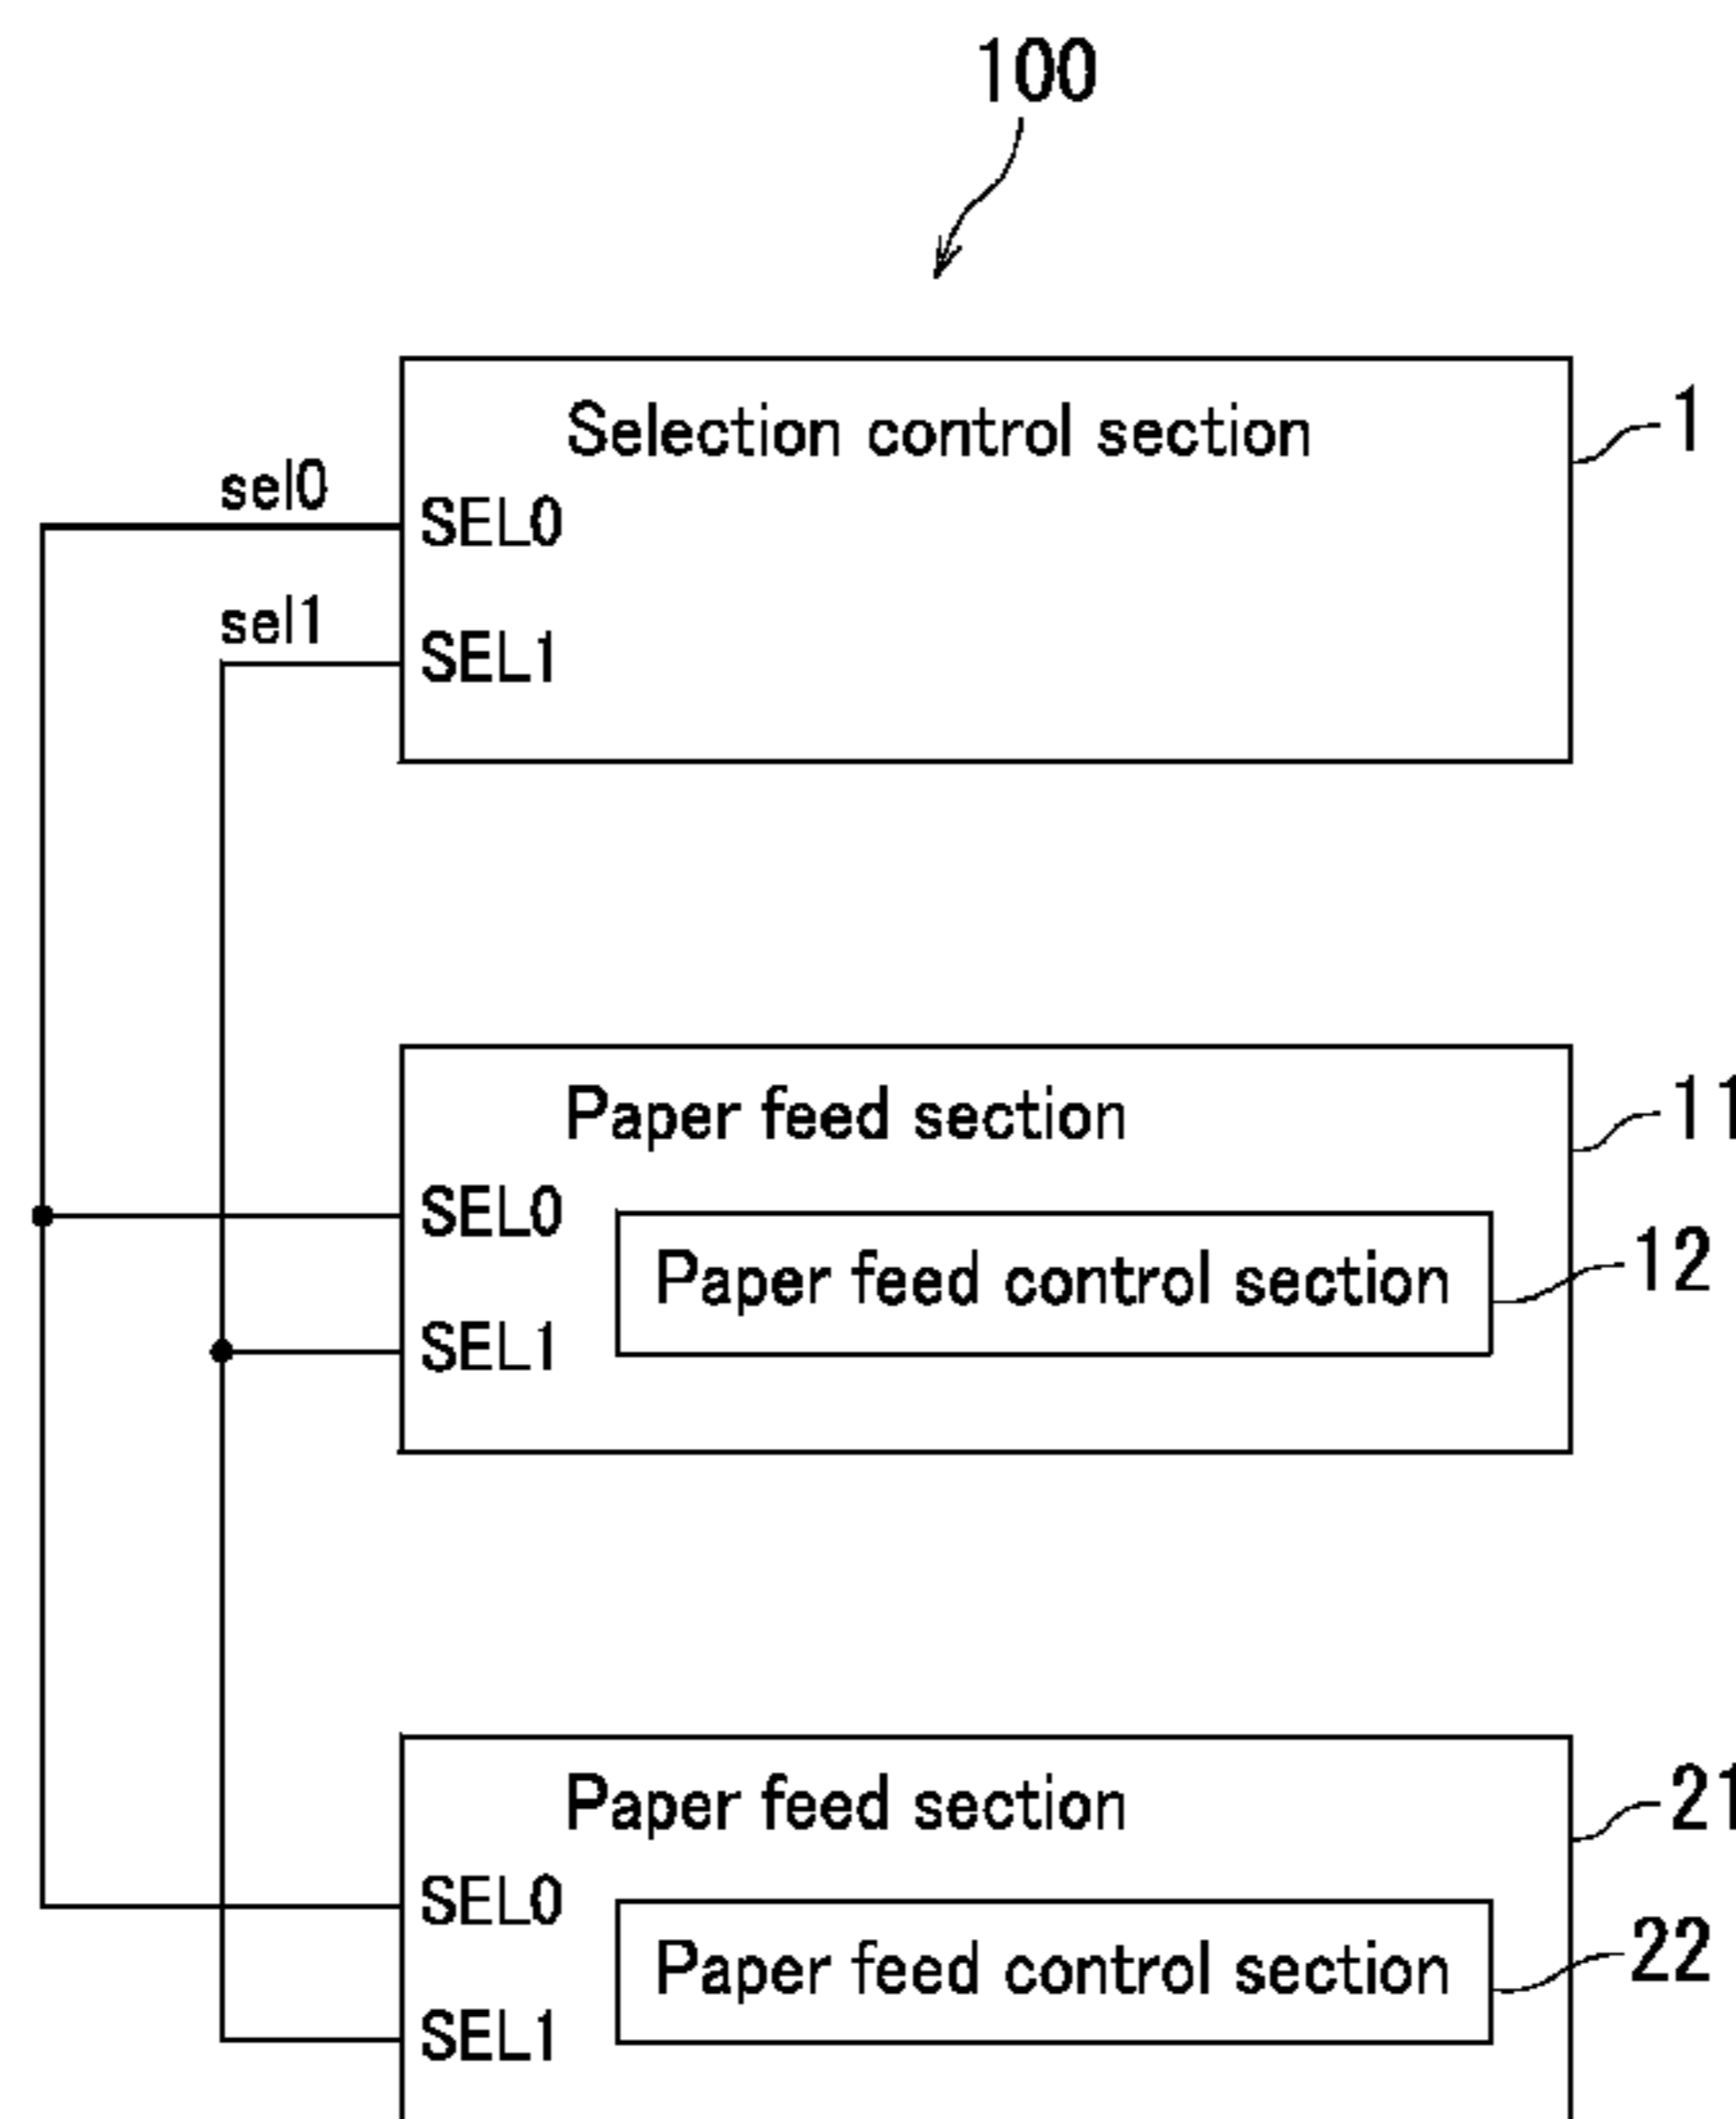 100
Selection control section
1
sel0
SEL0
sel1
SEL1
Paper feed section
11
SEL0
Paper feed control section
12
SEL1
Paper feed section
21
SEL0
Paper feed control section
22
SEL1